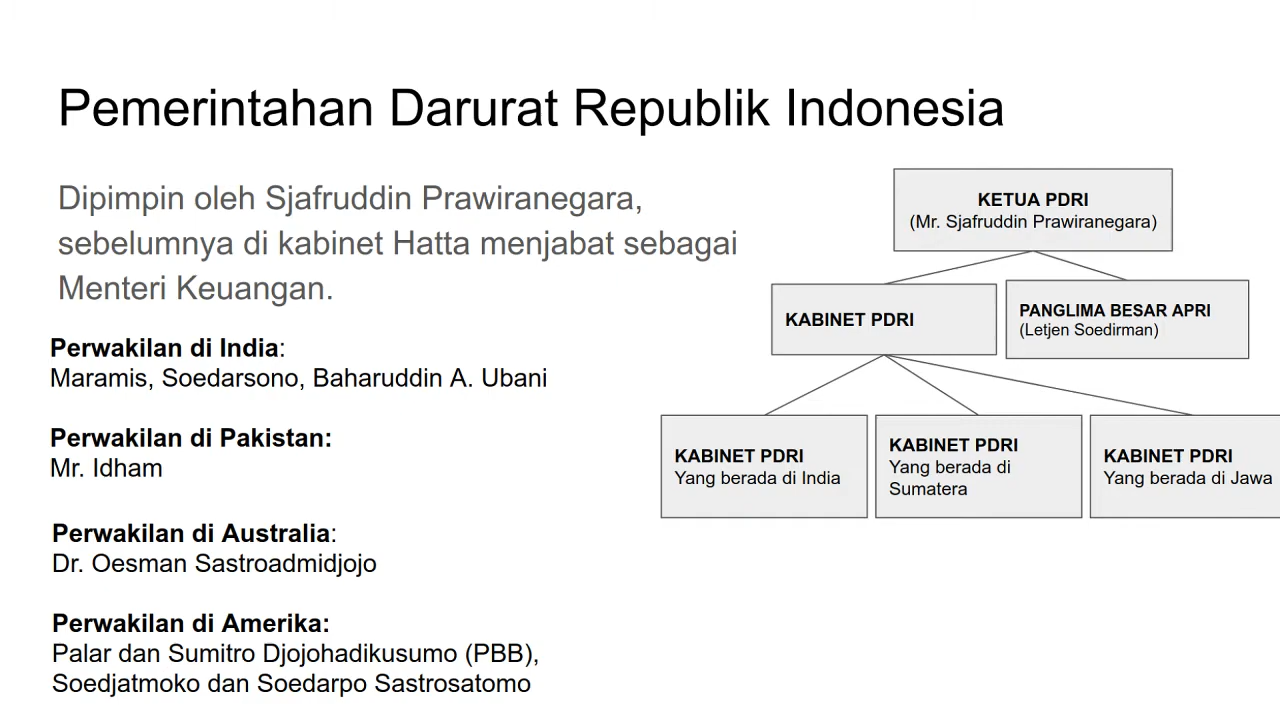 Pemerintahan Darurat Republik Indonesia
Dipimpin oleh Sjafruddin Prawiranegara,
sebelumnya di kabinet Hatta menjabat sebagai
Menteri Keuangan.
Perwakilan di India:
Maramis, Soedarsono, Baharuddin A. Ubani
Perwakilan di Pakistan:
Mr. Idham
Perwakilan di Australia:
Dr. Oesman Sastroadmidjojo
Perwakilan di Amerika:
Palar dan Sumitro Djojohadikusumo (PBB),
Soedjatmoko dan Soedarpo Sastrosatomo
KETUA PDRI
(Mr. Sjafruddin Prawiranegara)
KABINET PDRI
PANGLIMA BESAR APRI
(Letjen Soedirman)
KABINET PDRI
Yang berada di India
KABINET PDRI
Yang berada di
Sumatera
KABINET PDRI
Yang berada di Jawa